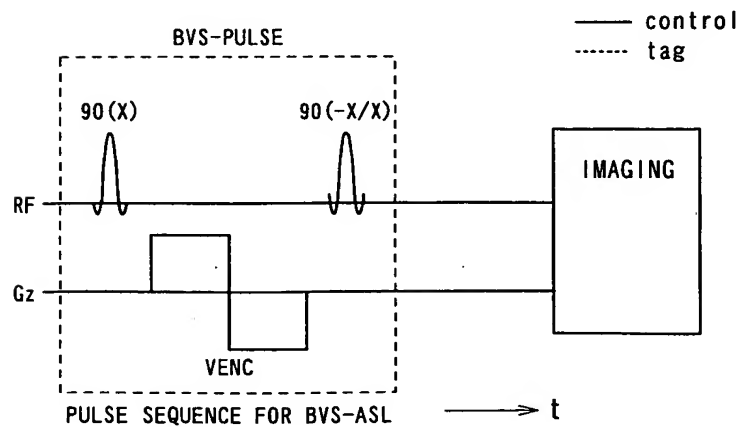 control
tag
BVS-PULSE
90(X)
90(-X/X)
IMAGING
RF
Gz
VENC
PULSE SEQUENCE FOR BVS-ASL
t